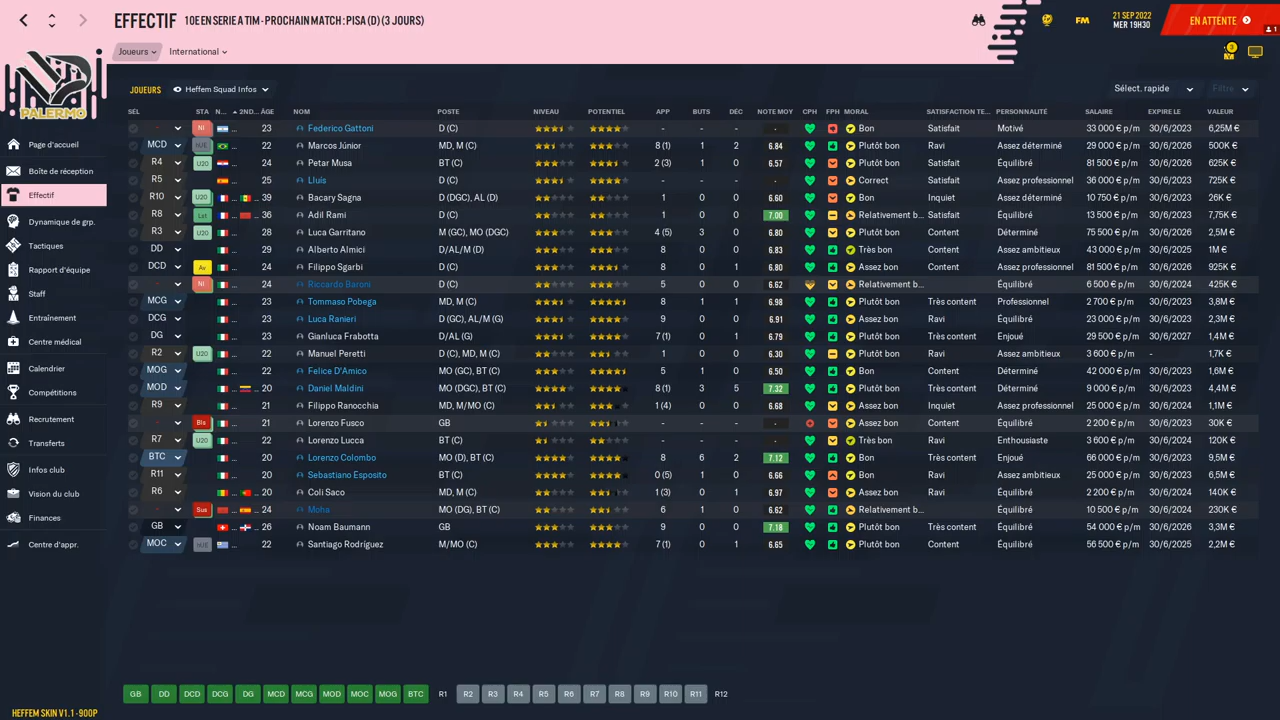 EFFECTIF 10E EN SERIE A TIM - PROCHAIN MATCH : PISA (D) (3 JOURS)
FM 21 SEP 2022 MER 19H30 EN ATTENTE 1
Joueurs International 3
PALERMO
JOUEURS Heffem Squad Infos Sélect. rapide Filtre
SÉL STA N... 2ND... ÂGE NOM POSTE NIVEAU POTENTIEL APP BUTS DÉC NOTE MOY CPH FPH MORAL SATISFACTION TE... PERSONNALITÉ SALAIRE EXPIRE LE VALEUR
- NI ... 23 Federico Gattoni D (C) - - - - Bon Satisfait Motivé 33 000 € p/m 30/6/2023 6,25M €
MCD hUE ... 22 Marcos Júnior MD, M (C) 8 (1) 1 2 6.84 Plutôt bon Ravi Assez déterminé 29 000 € p/m 30/6/2023 500K €
R4 U20 ... 24 Petar Musa BT (C) 2 (3) 1 0 6.57 Plutôt bon Satisfait Équilibré 81 500 € p/m 30/6/2026 625K €
R5 ... 25 Lluís D (C) - - - - Correct Satisfait Assez professionnel 36 000 € p/m 30/6/2023 725K €
R10 U20 ... 39 Bacary Sagna D (DGC), AL (D) 1 0 0 6.60 Bon Inquiet Assez déterminé 10 750 € p/m 30/6/2023 26K €
R8 Lst ... 36 Adil Rami D (C) 1 0 0 7.00 Relativement b... Satisfait Équilibré 13 500 € p/m 30/6/2023 7,75K €
R3 U20 ... 28 Luca Garritano M (GC), MO (DGC) 4 (5) 3 0 6.80 Plutôt bon Content Déterminé 75 500 € p/m 30/6/2026 525K €
DD ... 29 Alberto Almici D/AL/M (D) 8 0 0 6.83 Très bon Content Assez ambitieux 43 000 € p/m 30/6/2025 1M €
DCD Av ... 24 Filippo Sgarbi D (C) 8 0 1 6.80 Assez bon Content Assez professionnel 81 500 € p/m 30/6/2026 925K €
- NI ... 24 Riccardo Baroni D (C) 5 0 0 6.62 Relativement b... Équilibré 6 500 € p/m 30/6/2024 425K €
MCG ... 23 Tommaso Pobega MD, M (C) 8 1 1 6.98 Plutôt bon Très content Professionnel 2 700 € p/m 30/6/2023 3,8M €
DCG ... 23 Luca Ranieri D (GC), AL/M (G) 9 0 0 6.91 Assez bon Ravi Équilibré 23 000 € p/m 30/6/2023 2,3M €
DG ... 23 Gianluca Frabotta D/AL (G) 7 (1) 0 1 6.79 Plutôt bon Très content Enjoué 29 500 € p/m 30/6/2027 1,4M €
R2 U20 ... 22 Manuel Peretti D (C), MD, M (C) 1 0 0 6.30 Plutôt bon Ravi Assez ambitieux 3 600 € p/m - 1,7K €
MOG ... 22 Felice D'Amico MO (GC), BT (C) 5 1 0 6.50 Bon Content Déterminé 42 000 € p/m 30/6/2023 1,6M €
MOD ... 20 Daniel Maldini MO (DGC), BT (C) 8 (1) 3 5 7.32 Plutôt bon Très content Déterminé 9 000 € p/m 30/6/2023 4,4M €
R9 ... 21 Filippo Ranocchia MD, M/MO (C) 1 (4) 0 0 6.68 Assez bon Inquiet Assez professionnel 25 000 € p/m 30/6/2024 1,1M €
- Bls ... 21 Lorenzo Fusco GB - - - - Assez bon Content Équilibré 2 200 € p/m 30/6/2023 30K €
R7 U20 ... 22 Lorenzo Lucca BT (C) - - - - Très bon Ravi Enthousiaste 3 600 € p/m 30/6/2024 120K €
BTC ... 20 Lorenzo Colombo MO (D), BT (C) 8 6 2 7.12 Bon Très content Enjoué 66 000 € p/m 30/6/2023 9,5M €
R11 ... 20 Sebastiano Esposito BT (C) 0 (5) 1 0 6.66 Bon Ravi Assez ambitieux 25 000 € p/m 30/6/2023 6,5M €
R6 ... 20 Coli Saco MD, M (C) 1 (3) 1 0 6.97 Assez bon Ravi Équilibré 2 200 € p/m 30/6/2024 140K €
- Sus ... 24 Moha MO (DG), BT (C) 6 1 0 6.62 Relativement b... Équilibré 10 500 € p/m 30/6/2024 230K €
GB ... 26 Noam Baumann GB 9 0 0 7.18 Plutôt bon Très content Équilibré 54 000 € p/m 30/6/2026 3,3M €
MOC hUE ... 22 Santiago Rodríguez M/MO (C) 7 (1) 0 1 6.65 Plutôt bon Content Équilibré 56 500 € p/m 30/6/2025 2,2M €
Page d'accueil
Boîte de réception
Effectif
Dynamique de grp.
Tactiques
Rapport d'équipe
Staff
Entraînement
Centre médical
Calendrier
Compétitions
Recrutement
Transferts
Infos club
Vision du club
Finances
Centre d'appr.
GB DD DCD DCG DG MCD MCG MOD MOC MOG BTC R1 R2 R3 R4 R5 R6 R7 R8 R9 R10 R11 R12
HEFFEM SKIN V1.1 -900P